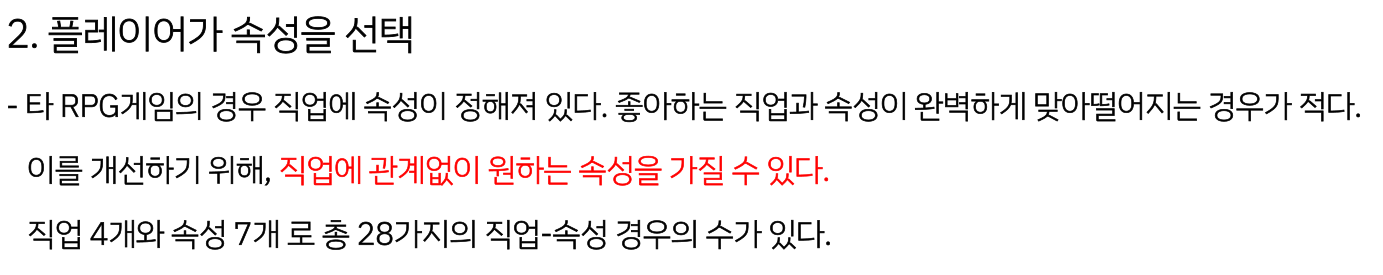 2. 플레이어가 속성을 선택
- 타 RPG게임의 경우 직업에 속성이 정해져 있다. 좋아하는 직업과 속성이 완벽하게 맞아떨어지는 경우가 적다.
이를 개선하기 위해, 직업에 관계없이 원하는 속성을 가질 수 있다.
직업 4개와 속성 7개 로 총 28가지의 직업-속성 경우의 수가 있다.